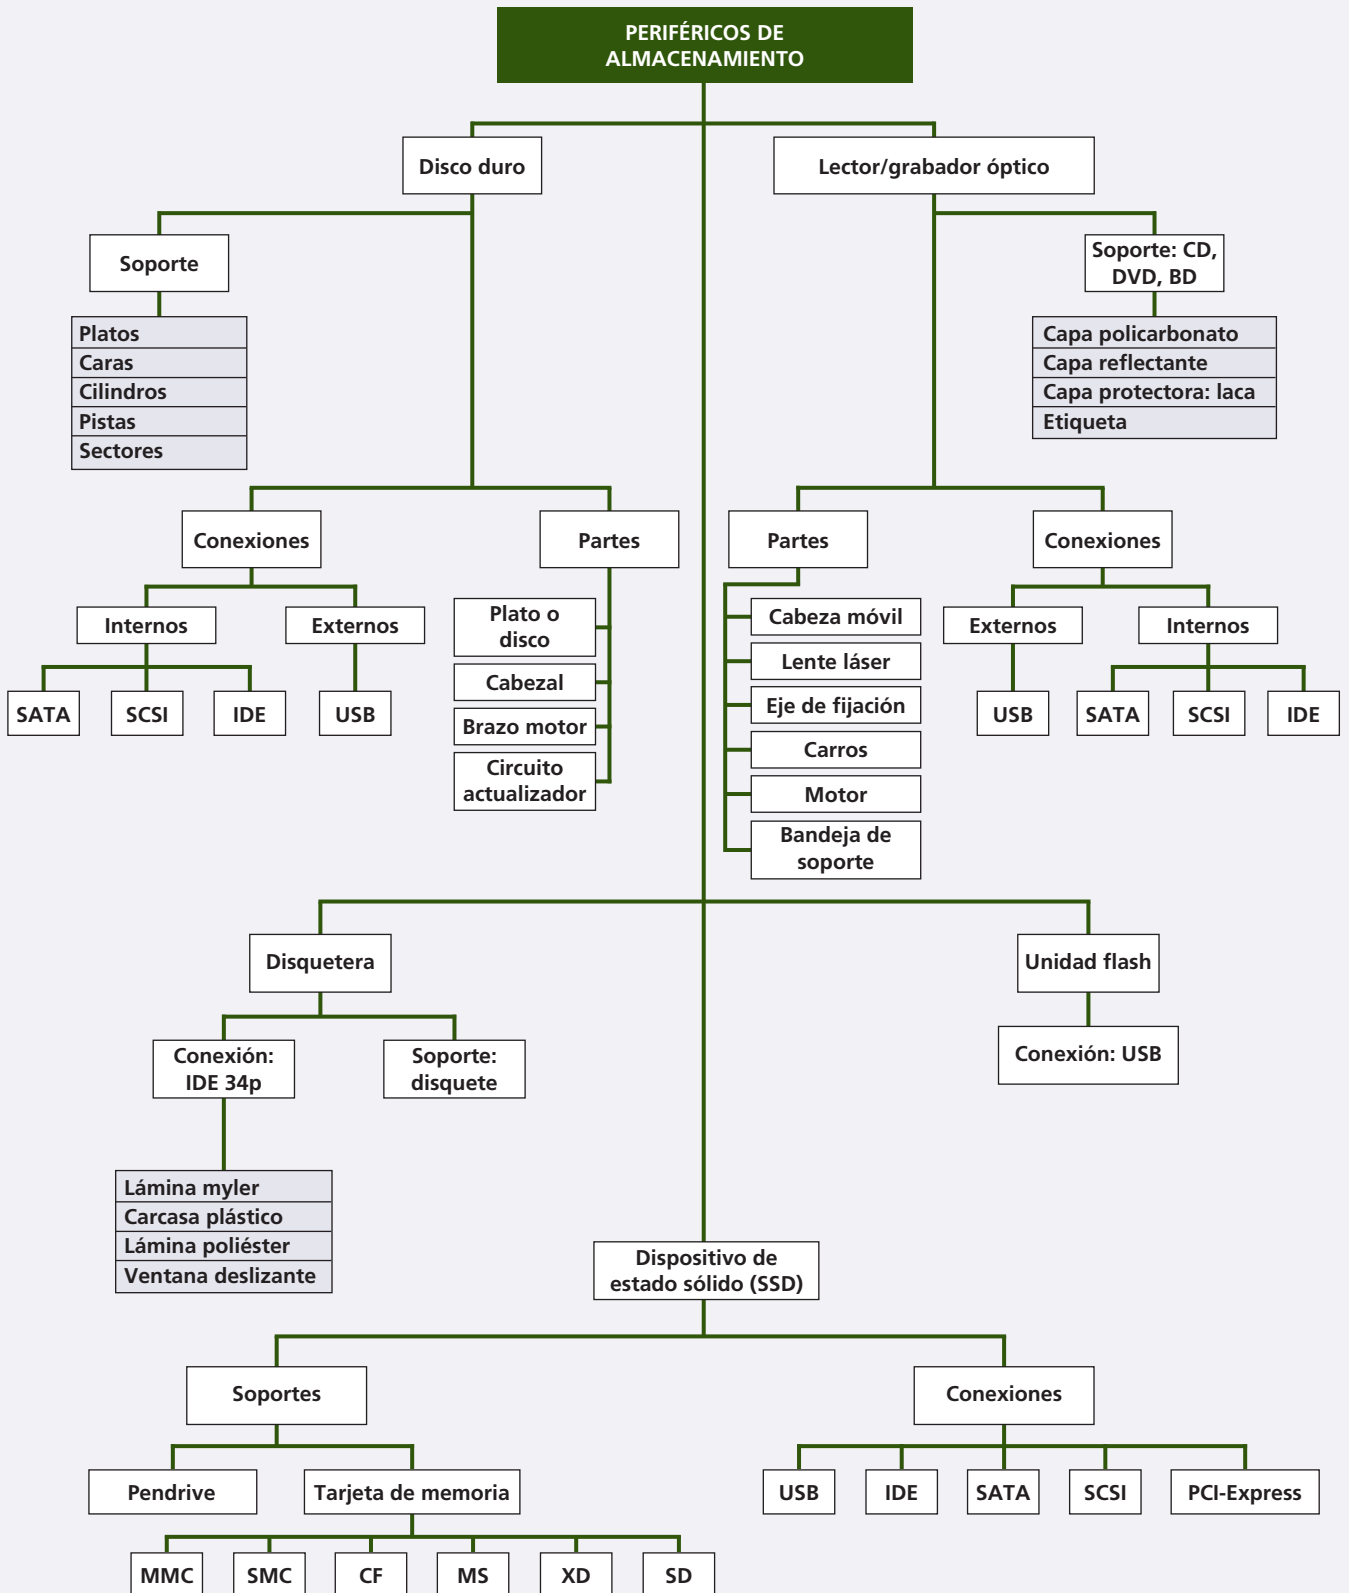 PERIFÉRICOS DE
ALMACENAMIENTO
Disco duro
Lector/grabador óptico
Soporte
Soporte: CD,
DVD, BD
Platos
Caras
Cilindros
Pistas
Sectores
Capa policarbonato
Capa reflectante
Capa protectora: laca
Etiqueta
Conexiones
Partes
Partes
Conexiones
Internos
Externos
SATA
SCSI
IDE
USB
Plato o
disco
Cabezal
Brazo motor
Circuito
actualizador
Cabeza móvil
Lente láser
Eje de fijación
Carros
Motor
Bandeja de
soporte
Externos
Internos
USB
SATA
SCSI
IDE
Disquetera
Unidad flash
Conexión:
IDE 34p
Soporte:
disquete
Conexión: USB
Lámina myler
Carcasa plástico
Lámina poliéster
Ventana deslizante
Dispositivo de
estado sólido (SSD)
Soportes
Conexiones
Pendrive
Tarjeta de memoria
USB
IDE
SATA
SCSI
PCI-Express
MMC
SMC
CF
MS
XD
SD